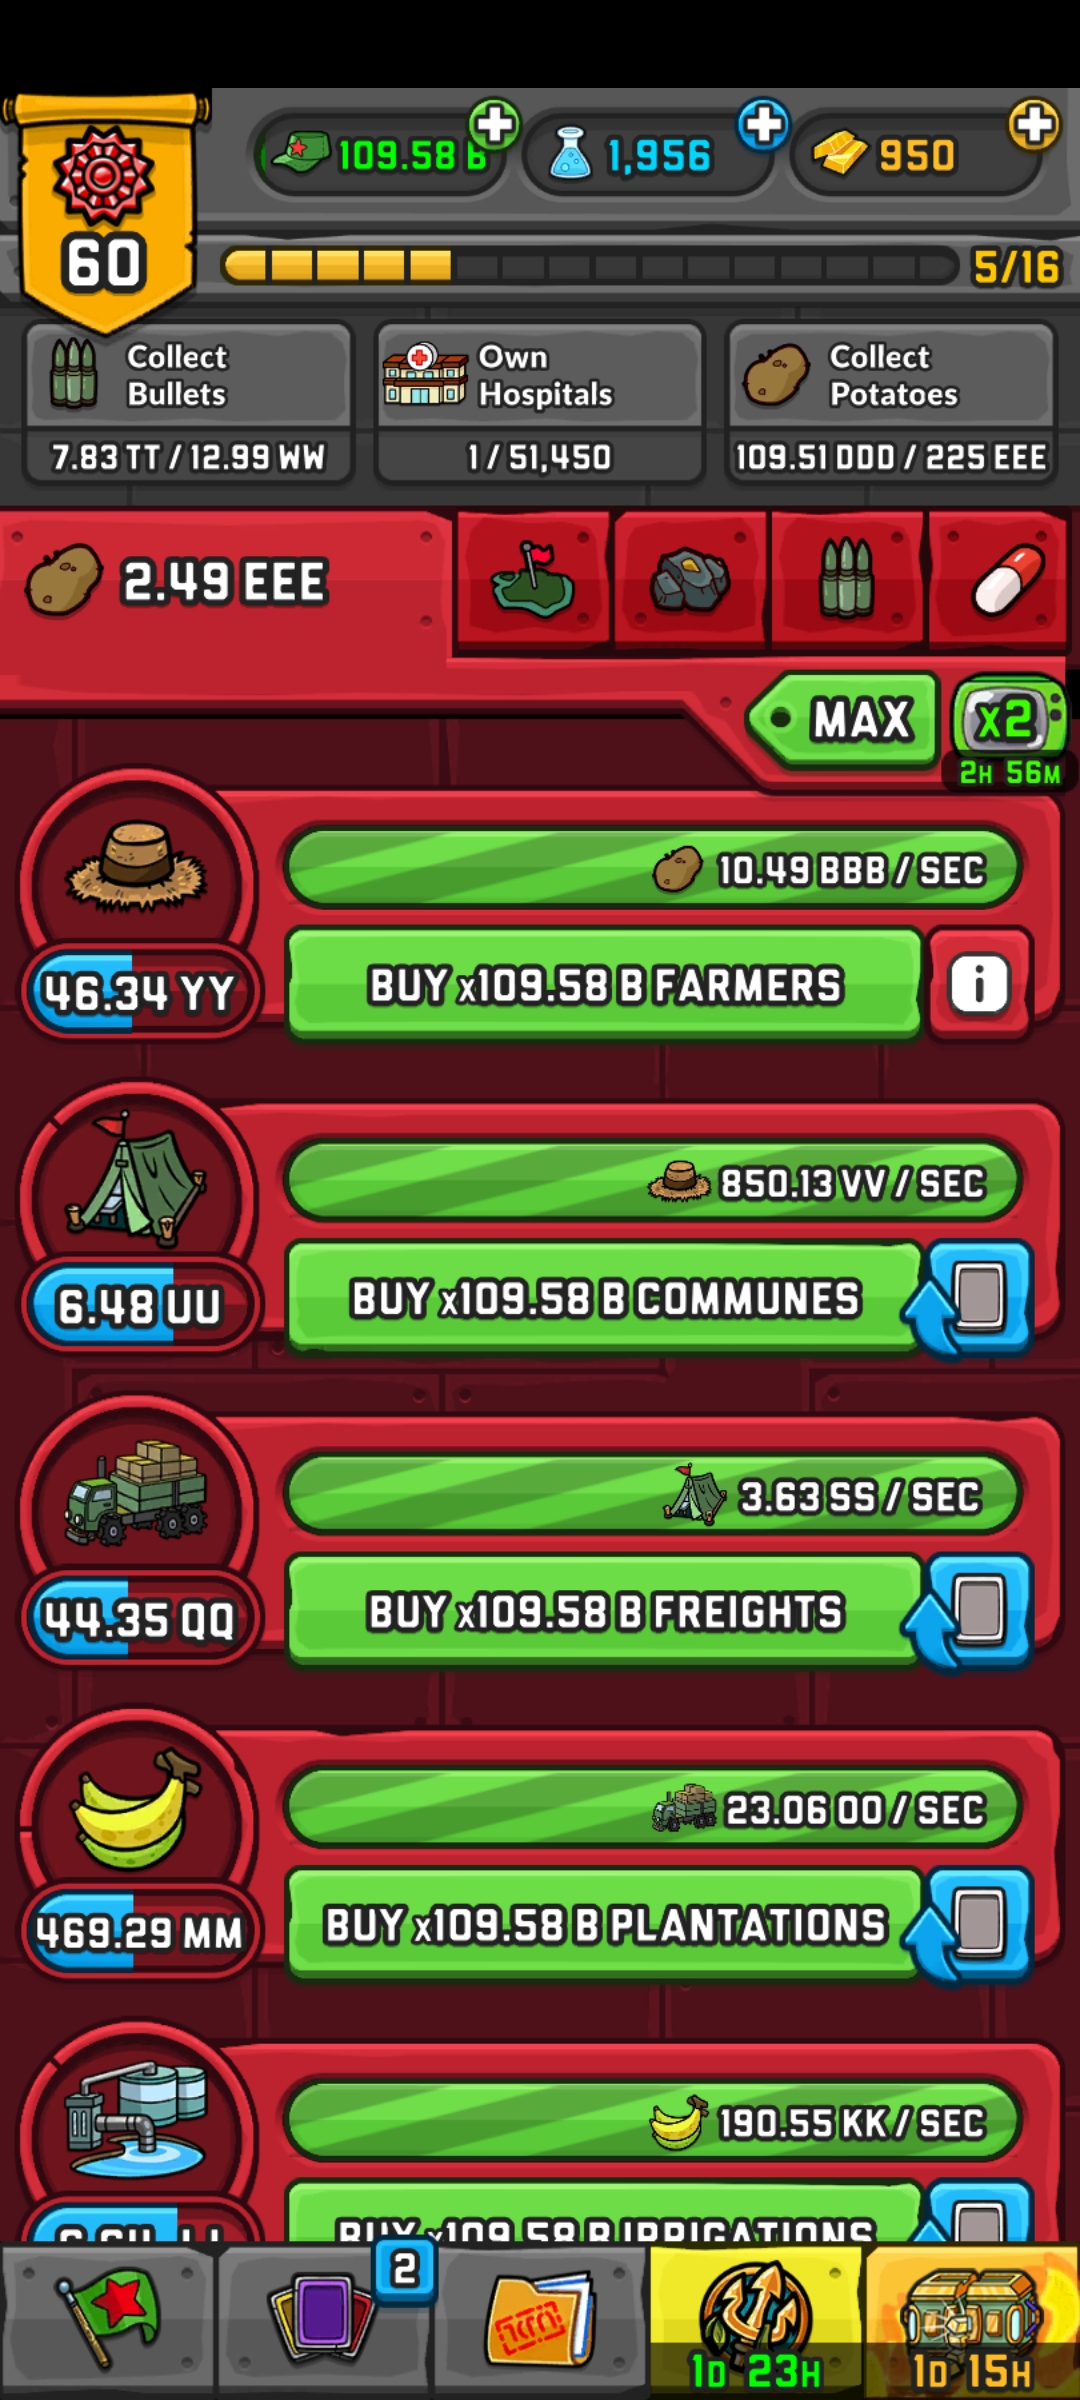 109.58 B
1,956
950
60
5/16
Collect
Bullets
7.83 TT / 12.99 WW
Own
Hospitals
1 / 51,450
Collect
Potatoes
109.51 DDD / 225 EEE
2.49 EEE
MAX
x2
2H 56M
10.49 BBB / SEC
46.34 YY
BUY x109.58 B FARMERS
i
850.13 VV / SEC
6.48 UU
BUY x109.58 B COMMUNES
3.63 SS / SEC
44.35 QQ
BUY x109.58 B FREIGHTS
23.06 OO / SEC
469.29 MM
BUY x109.58 B PLANTATIONS
190.55 KK / SEC
BUY x109.58 B IRRIGATIONS
2
1D 23H
1D 15H